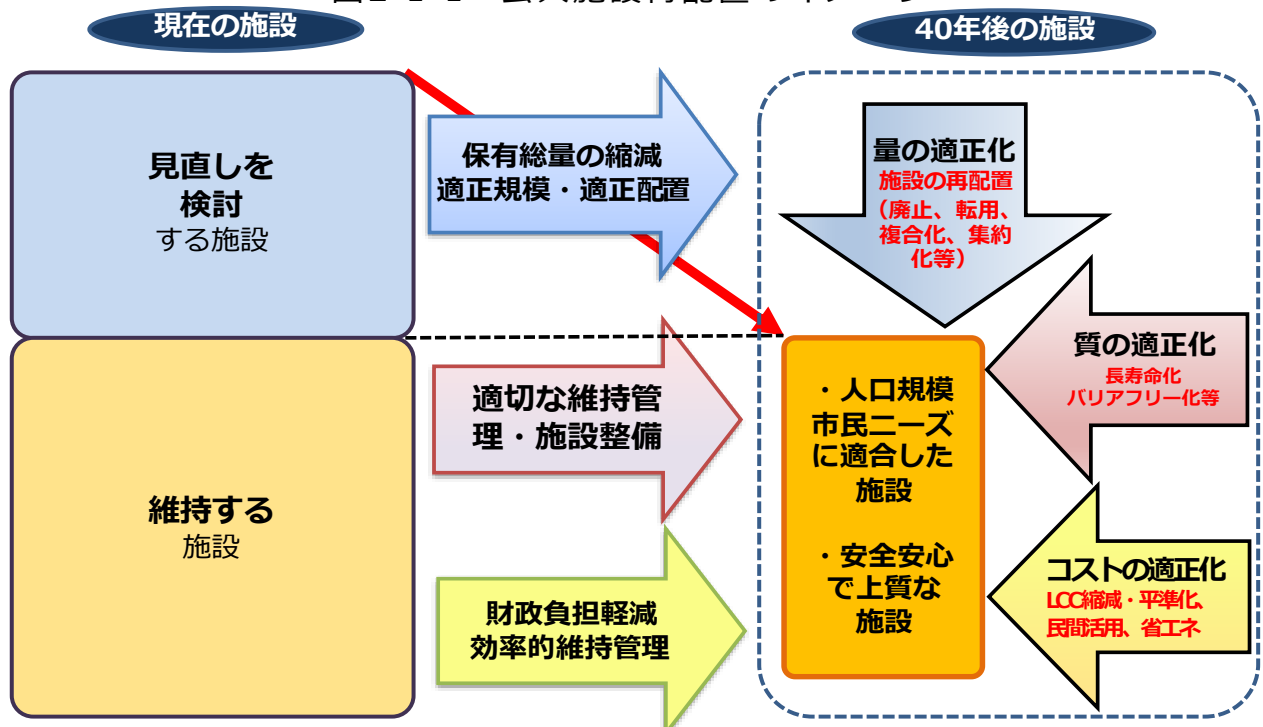 現在の施設
40年後の施設
見直しを
検討
する施設
維持する
施設
保有総量の縮減
適正規模・適正配置
適切な維持管
理・施設整備
財政負担軽減
効率的維持管理
量の適正化
施設の再配置
（廃止、転用、
複合化、集約
化等）
・人口規模
市民ニーズ
に適合した
施設
・安全安心
で上質な
施設
質の適正化
長寿命化
バリアフリー化等
コストの適正化
LCC縮減・平準化、
民間活用、省エネ